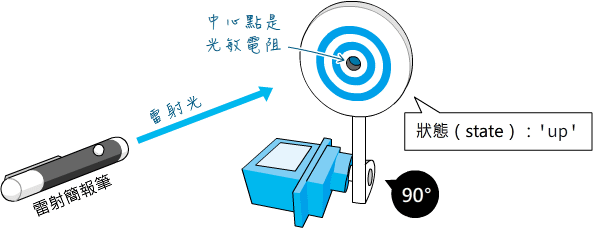 中心點是
光敏電阻
雷射光
狀態（state）：'up'
雷射簡報筆
90°